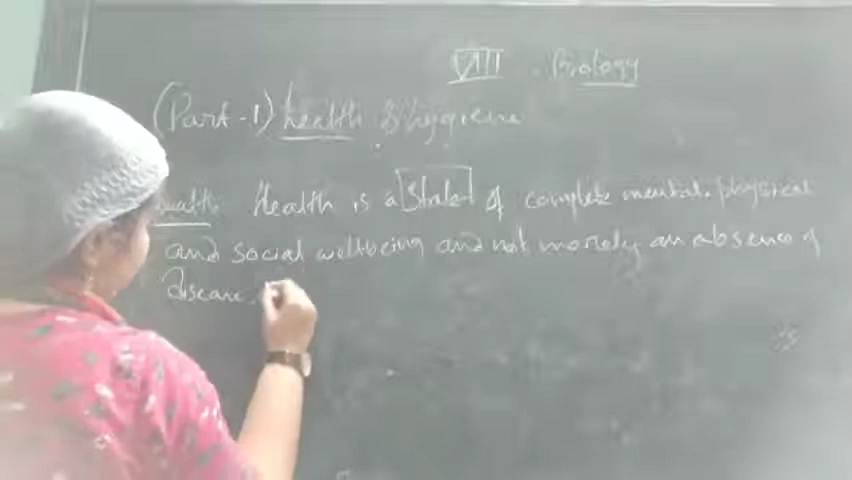 VIII Biology
(Part-1) health & hygiene
Health: Health is a state of complete mental, physical
and social wellbeing and not merely an absence of
disease.